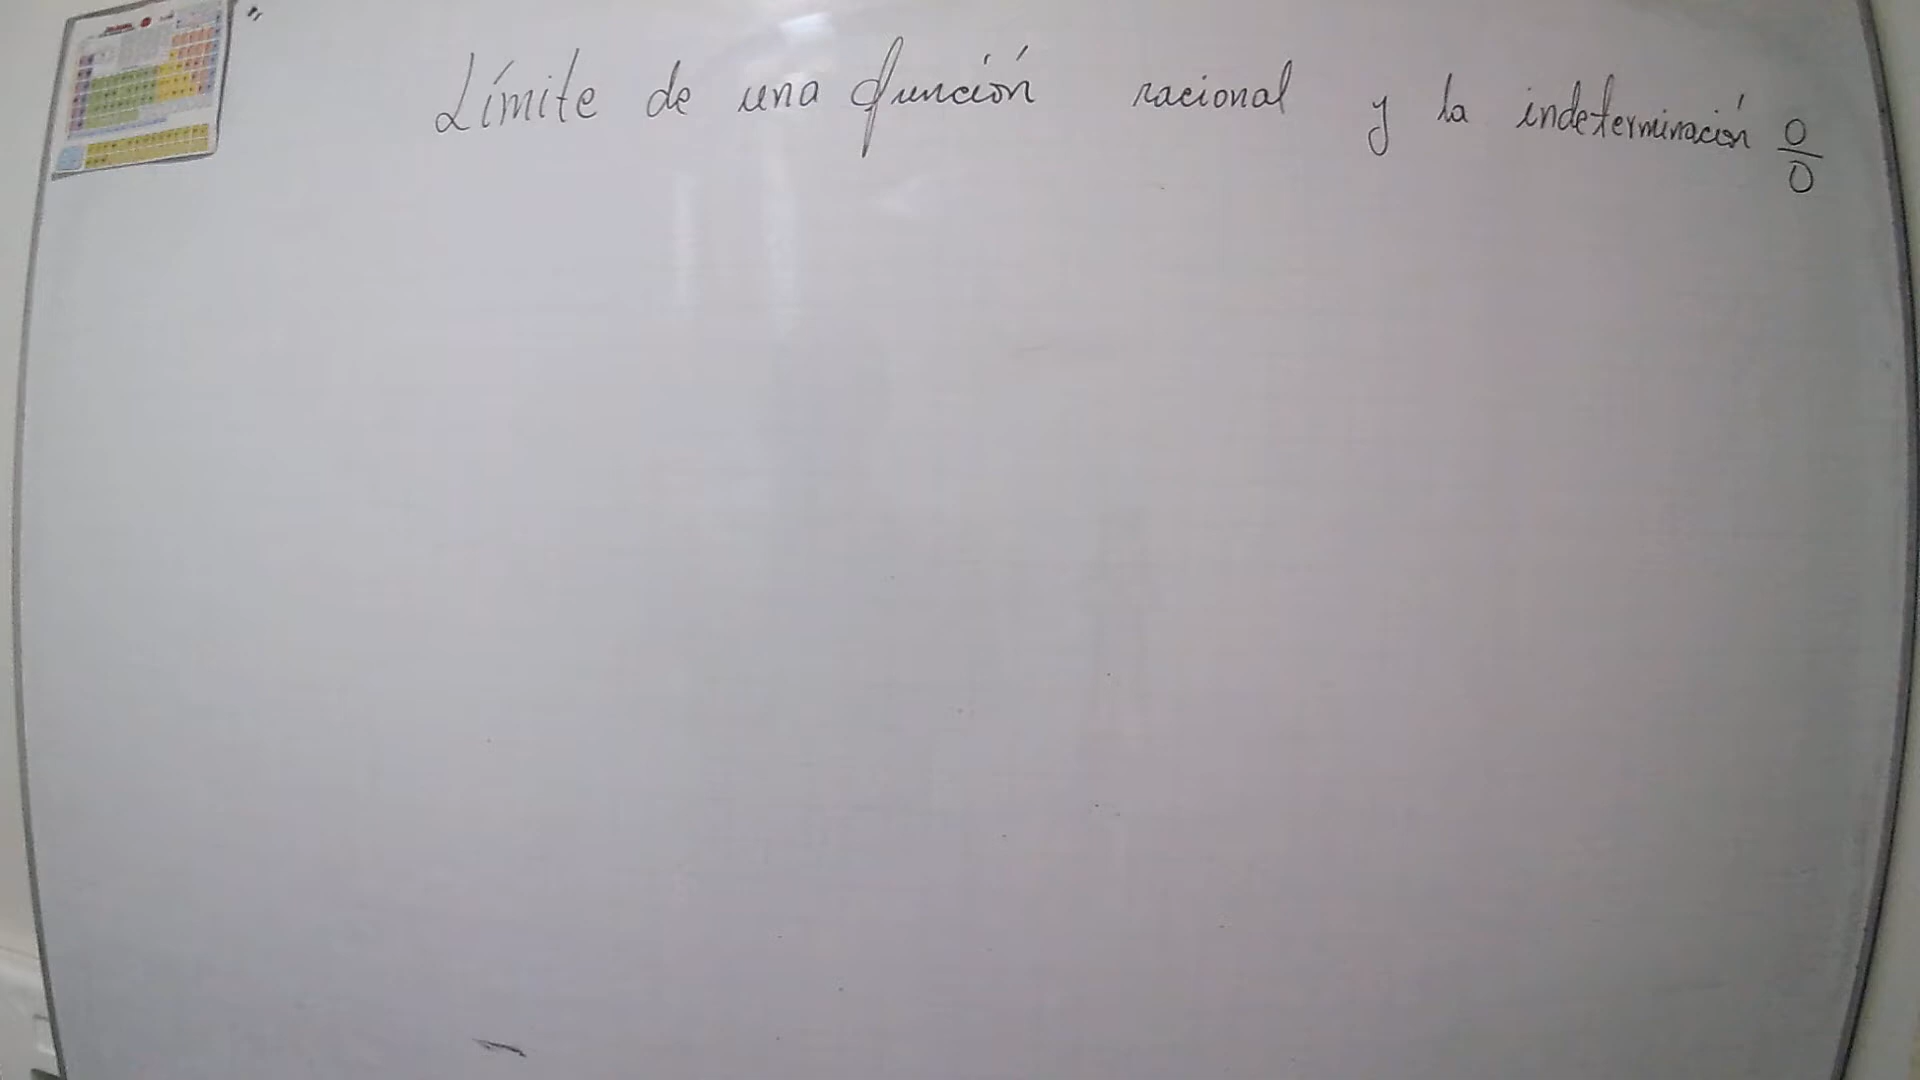 Límite de una función racional y la indeterminación 0/0